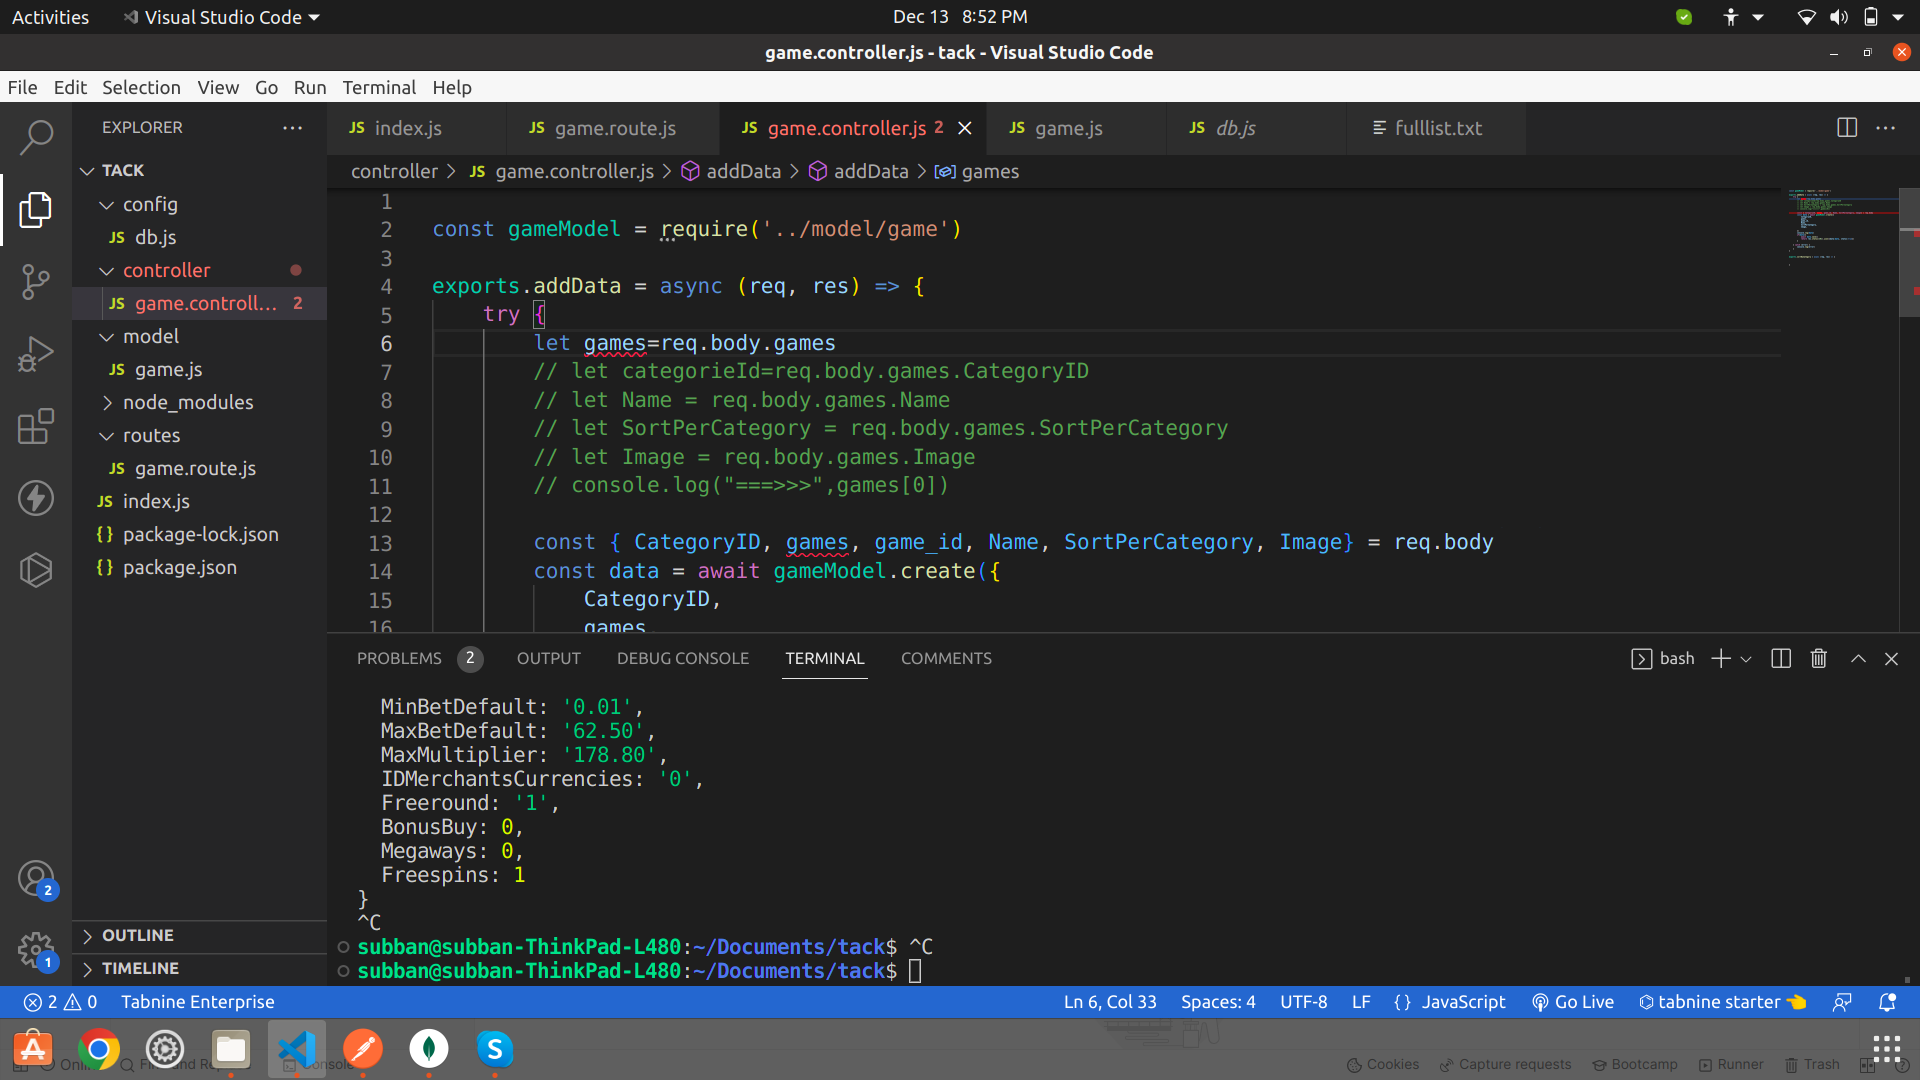 Activities
Visual Studio Code
Dec 13 8:52 PM
game.controller.js - tack - Visual Studio Code
File Edit Selection View Go Run Terminal Help
EXPLORER
TACK
config
JS db.js
controller
JS game.controll... 2
model
JS game.js
node_modules
routes
JS game.route.js
JS index.js
{} package-lock.json
{} package.json
OUTLINE
TIMELINE
2
1
JS index.js
JS game.route.js
JS game.controller.js 2
JS game.js
JS db.js
fulllist.txt
controller > JS game.controller.js > addData > addData > games
1
2 const gameModel = require('../model/game')
3
4 exports.addData = async (req, res) => {
5 try {
6 let games=req.body.games
7 // let categorieId=req.body.games.CategoryID
8 // let Name = req.body.games.Name
9 // let SortPerCategory = req.body.games.SortPerCategory
10 // let Image = req.body.games.Image
11 // console.log("===>>>",games[0])
12
13 const { CategoryID, games, game_id, Name, SortPerCategory, Image} = req.body
14 const data = await gameModel.create({
15 CategoryID,
16 games,
PROBLEMS 2 OUTPUT DEBUG CONSOLE TERMINAL COMMENTS
bash
MinBetDefault: '0.01',
MaxBetDefault: '62.50',
MaxMultiplier: '178.80',
IDMerchantsCurrencies: '0',
Freeround: '1',
BonusBuy: 0,
Megaways: 0,
Freespins: 1
}
^C
subban@subban-ThinkPad-L480:~/Documents/tack$ ^C
subban@subban-ThinkPad-L480:~/Documents/tack$
2 0 Tabnine Enterprise
Ln 6, Col 33 Spaces: 4 UTF-8 LF {} JavaScript Go Live tabnine starter
Cookies Capture requests Bootcamp Runner Trash